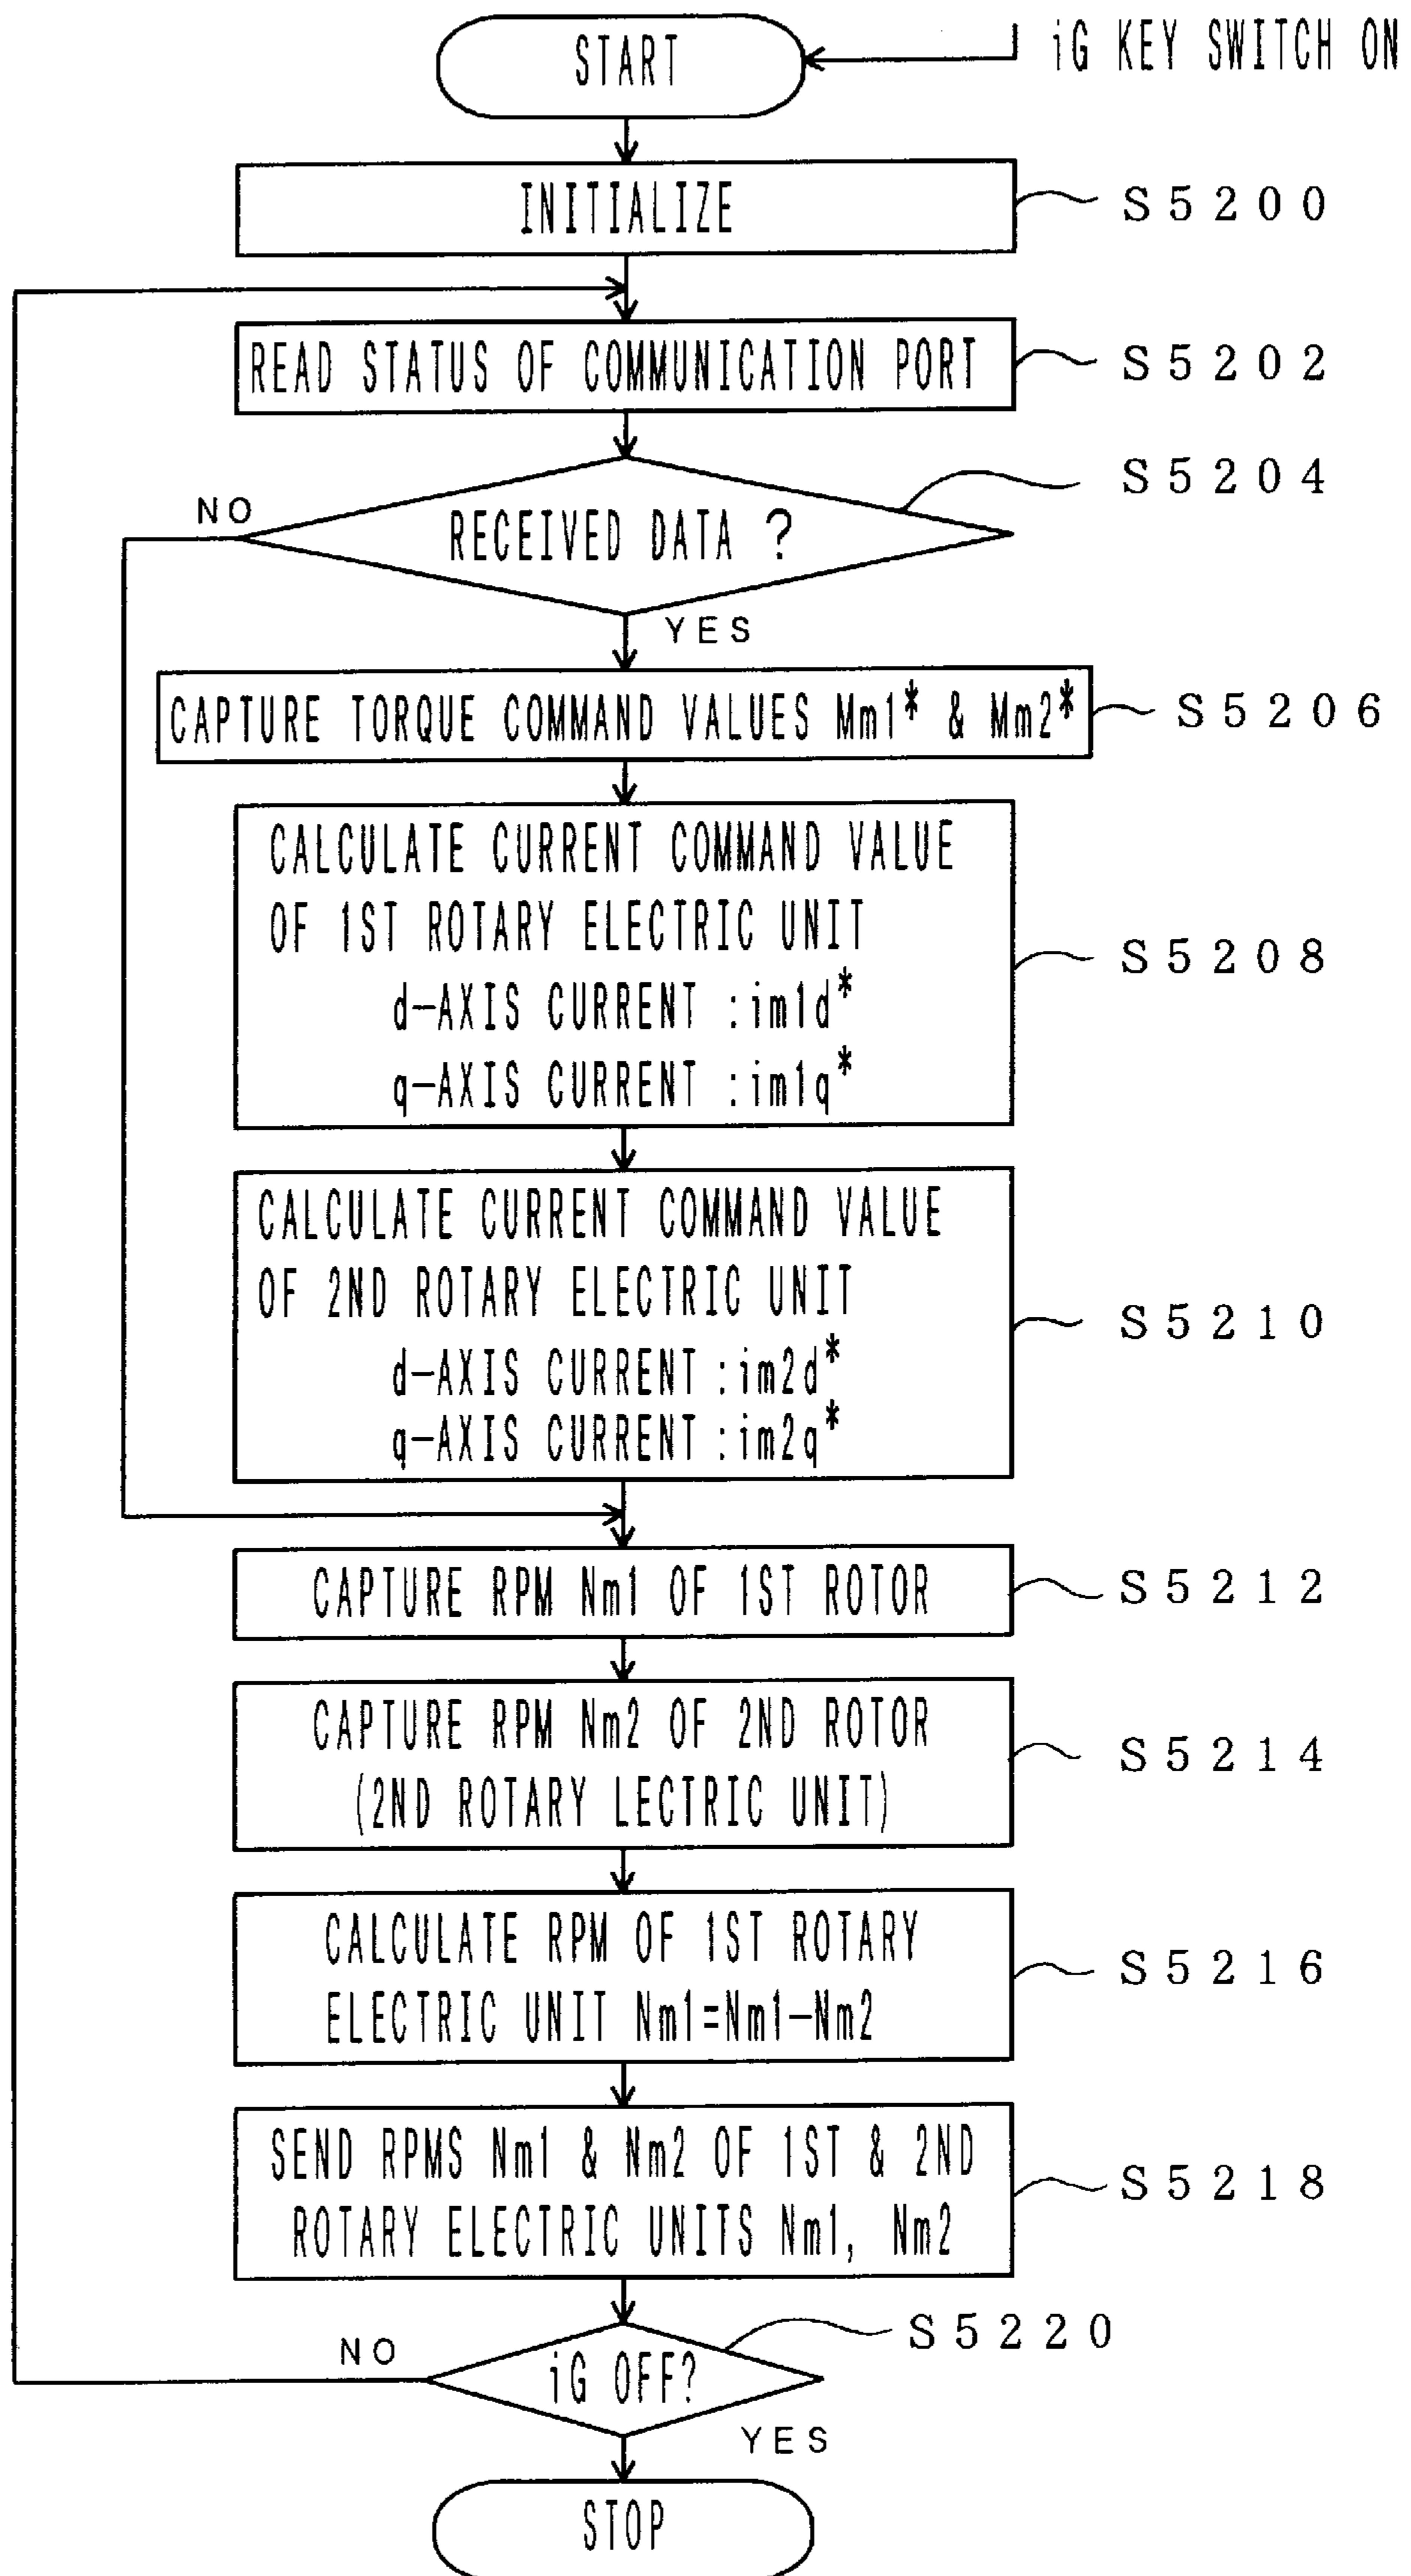 START
iG KEY SWITCH ON
INITIALIZE
S5200
READ STATUS OF COMMUNICATION PORT
S5202
S5204
NO
RECEIVED DATA ?
YES
CAPTURE TORQUE COMMAND VALUES Mm1* & Mm2*
S5206
CALCULATE CURRENT COMMAND VALUE
OF 1ST ROTARY ELECTRIC UNIT
d-AXIS CURRENT :im1d*
q-AXIS CURRENT :im1q*
S5208
CALCULATE CURRENT COMMAND VALUE
OF 2ND ROTARY ELECTRIC UNIT
d-AXIS CURRENT :im2d*
q-AXIS CURRENT :im2q*
S5210
CAPTURE RPM Nm1 OF 1ST ROTOR
S5212
CAPTURE RPM Nm2 OF 2ND ROTOR
(2ND ROTARY LECTRIC UNIT)
S5214
CALCULATE RPM OF 1ST ROTARY
ELECTRIC UNIT Nm1=Nm1-Nm2
S5216
SEND RPMS Nm1 & Nm2 OF 1ST & 2ND
ROTARY ELECTRIC UNITS Nm1, Nm2
S5218
S5220
NO
iG OFF?
YES
STOP